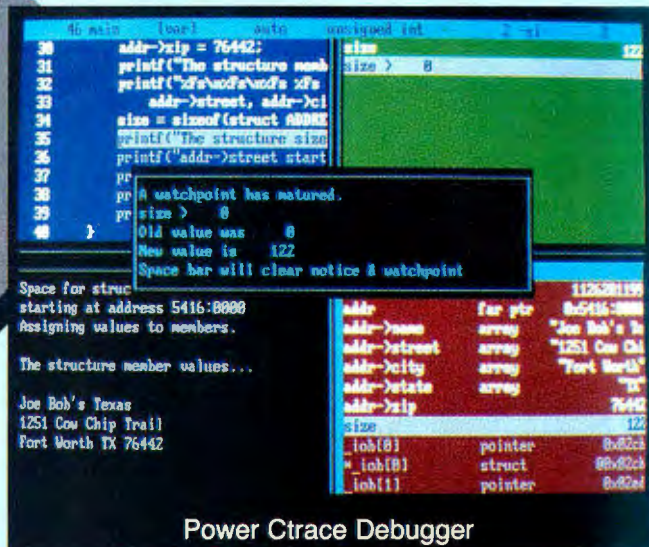 46 main [var] auto unsigned int 2 -si
30 addr->zip = 76442;
31 printf("The structure memb
32 printf("%Fs\n%Fs\n%Fs %Fs
33 addr->street, addr->ci
34 size = sizeof(struct ADDRE
35 printf("The structure size
36 printf("addr->street start
37 pr
38 pr
39 pr
40 }
size 122
size > 0
A watchpoint has matured.
size > 0
Old value was 0
New value is 122
Space bar will clear notice & watchpoint
Space for struc
starting at address 5416:0000
Assigning values to members.
The structure member values...
Joe Bob's Texas
1251 Cow Chip Trail
Fort Worth TX 76442
1126201199
addr far ptr 0x5416:0000
addr->name array "Joe Bob's Te
addr->street array "1251 Cow Chi
addr->city array "Fort Worth"
addr->state array "TX"
addr->zip 76442
size 122
_iob[0] pointer
*_iob[0] struct
_iob[1] pointer
Power Ctrace Debugger